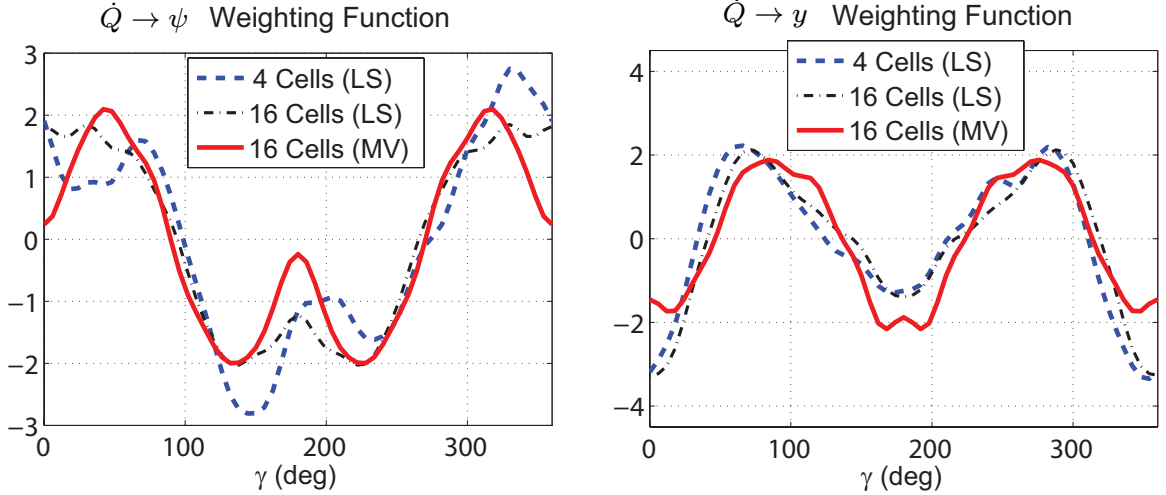 Q̇ → ψ Weighting Function
3
2
1
0
−1
−2
−3
0
100
200
300
γ (deg)
4 Cells (LS)
16 Cells (LS)
16 Cells (MV)
Q̇ → y Weighting Function
4
2
0
−2
−4
0
100
200
300
γ (deg)
4 Cells (LS)
16 Cells (LS)
16 Cells (MV)